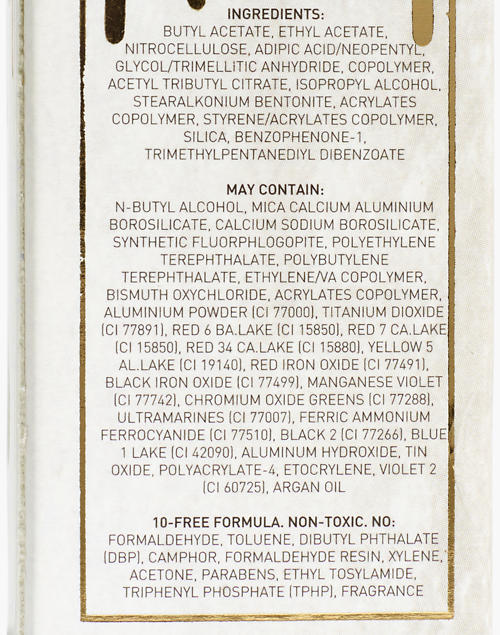 INGREDIENTS:
BUTYL ACETATE, ETHYL ACETATE,
NITROCELLULOSE, ADIPIC ACID/NEOPENTYL,
GLYCOL/TRIMELLITIC ANHYDRIDE, COPOLYMER,
ACETYL TRIBUTYL CITRATE, ISOPROPYL ALCOHOL,
STEARALKONIUM BENTONITE, ACRYLATES
COPOLYMER, STYRENE/ACRYLATES COPOLYMER,
SILICA, BENZOPHENONE-1,
TRIMETHYLPENTANEDIYL DIBENZOATE
MAY CONTAIN:
N-BUTYL ALCOHOL, MICA CALCIUM ALUMINIUM
BOROSILICATE, CALCIUM SODIUM BOROSILICATE,
SYNTHETIC FLUORPHLOGOPITE, POLYETHYLENE
TEREPHTHALATE, POLYBUTYLENE
TEREPHTHALATE, ETHYLENE/VA COPOLYMER,
BISMUTH OXYCHLORIDE, ACRYLATES COPOLYMER,
ALUMINIUM POWDER (CI 77000), TITANIUM DIOXIDE
(CI 77891), RED 6 BA.LAKE (CI 15850), RED 7 CA.LAKE
(CI 15850), RED 34 CA.LAKE (CI 15880), YELLOW 5
AL.LAKE (CI 19140), RED IRON OXIDE (CI 77491),
BLACK IRON OXIDE (CI 77499), MANGANESE VIOLET
(CI 77742), CHROMIUM OXIDE GREENS (CI 77288),
ULTRAMARINES (CI 77007), FERRIC AMMONIUM
FERROCYANIDE (CI 77510), BLACK 2 (CI 77266), BLUE
1 LAKE (CI 42090), ALUMINUM HYDROXIDE, TIN
OXIDE, POLYACRYLATE-4, ETOCRYLENE, VIOLET 2
(CI 60725), ARGAN OIL
10-FREE FORMULA. NON-TOXIC. NO:
FORMALDEHYDE, TOLUENE, DIBUTYL PHTHALATE
(DBP), CAMPHOR, FORMALDEHYDE RESIN, XYLENE,
ACETONE, PARABENS, ETHYL TOSYLAMIDE,
TRIPHENYL PHOSPHATE (TPHP), FRAGRANCE